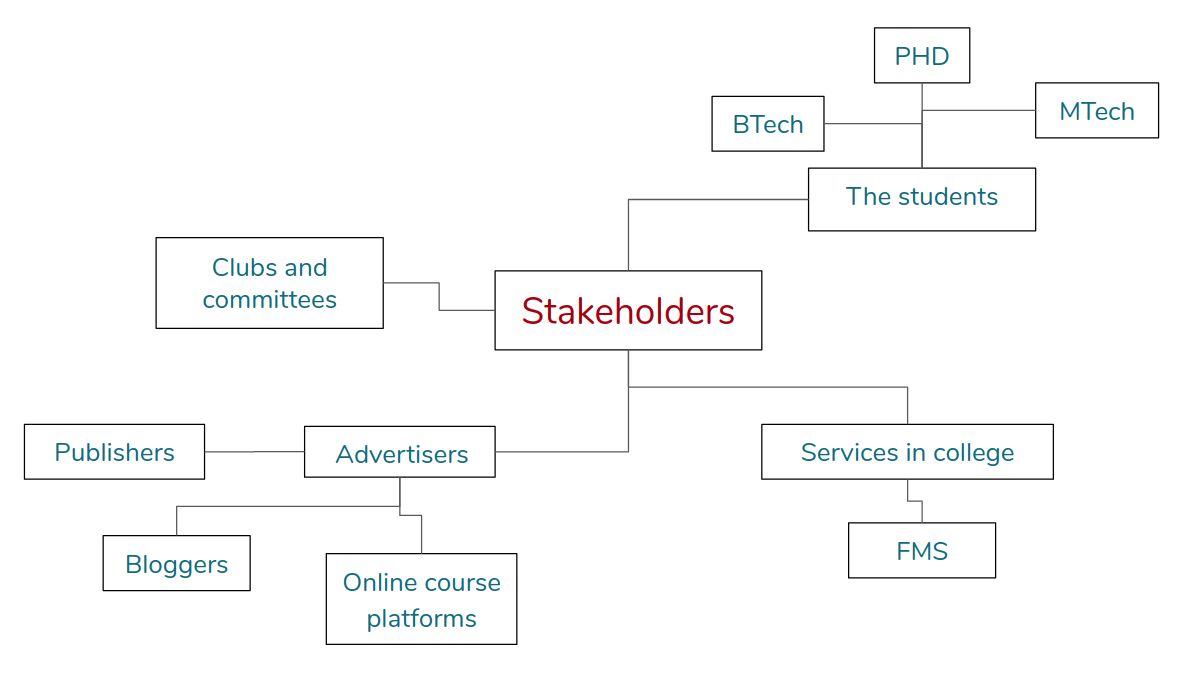 PHD
MTech
BTech
The students
Clubs and
committees
Stakeholders
Publishers
Advertisers
Services in college
Bloggers
Online course
platforms
FMS